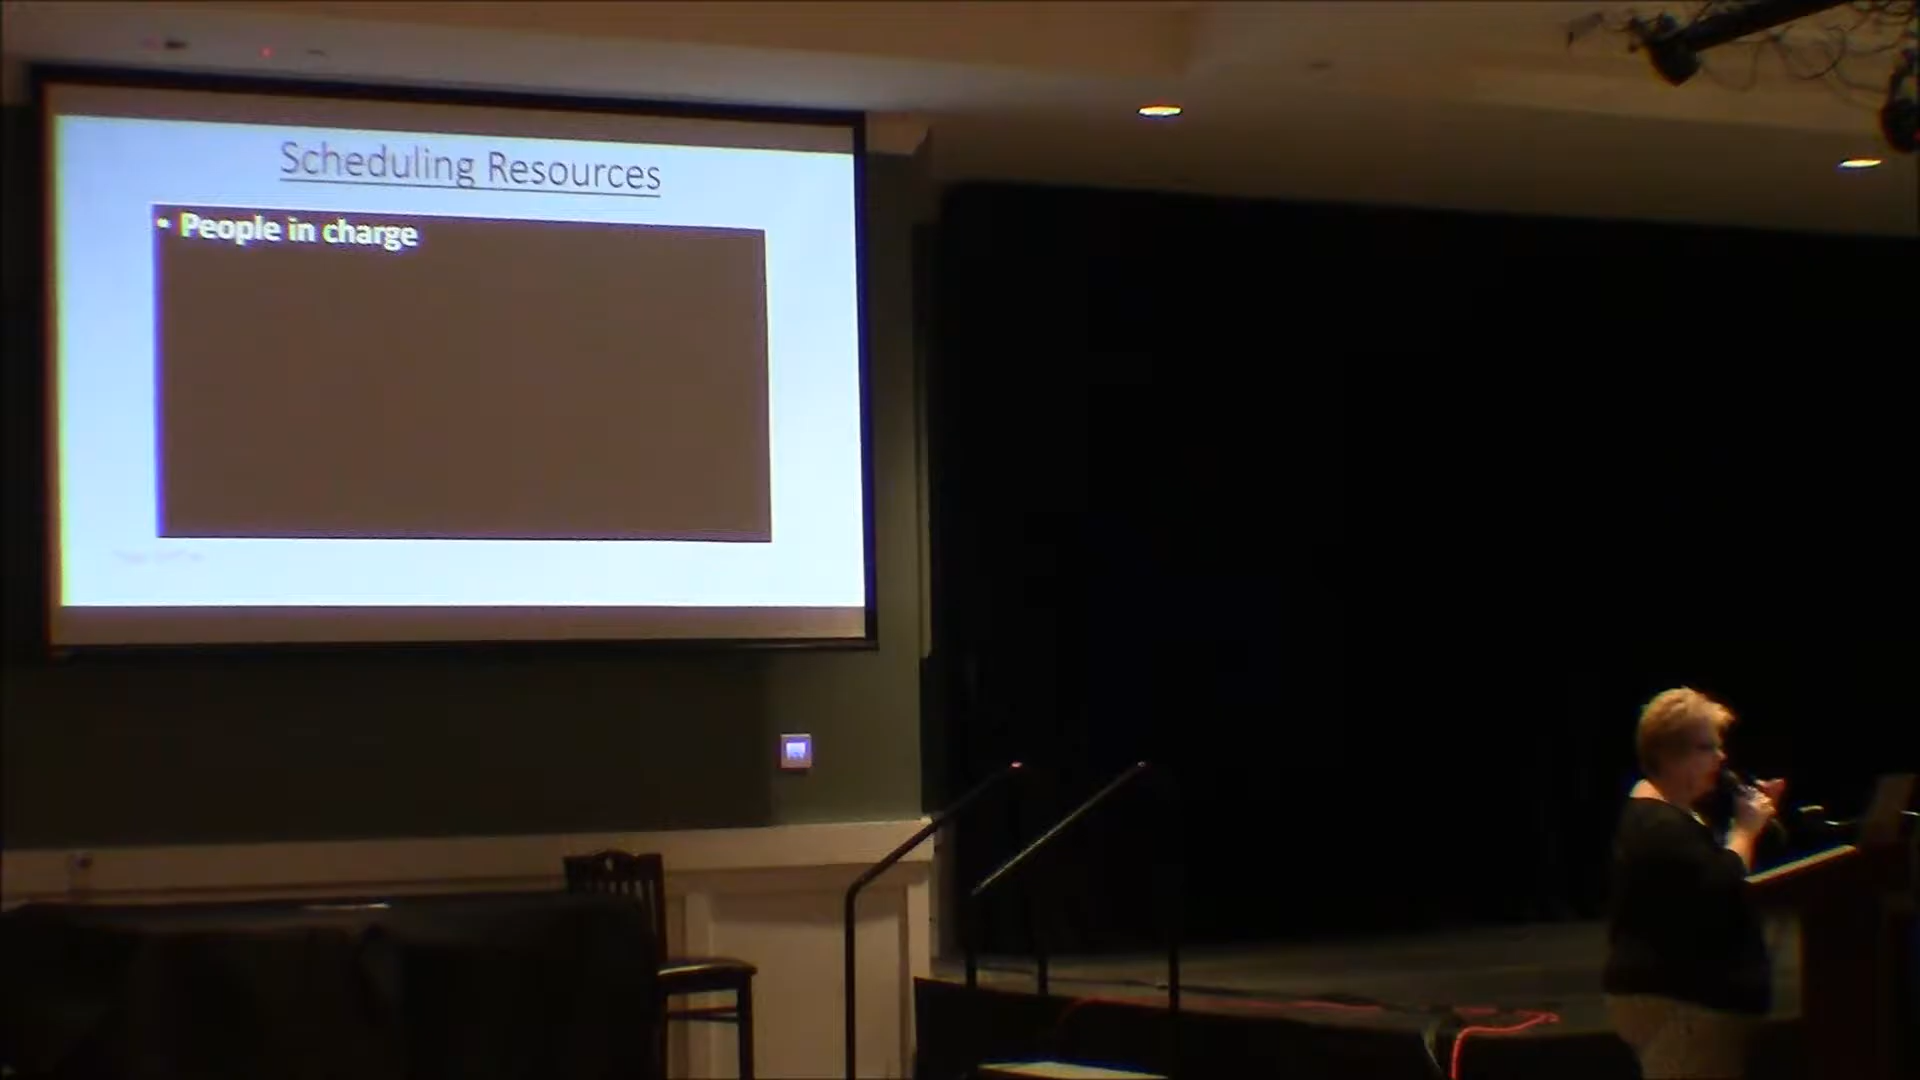 Scheduling Resources
• People in charge